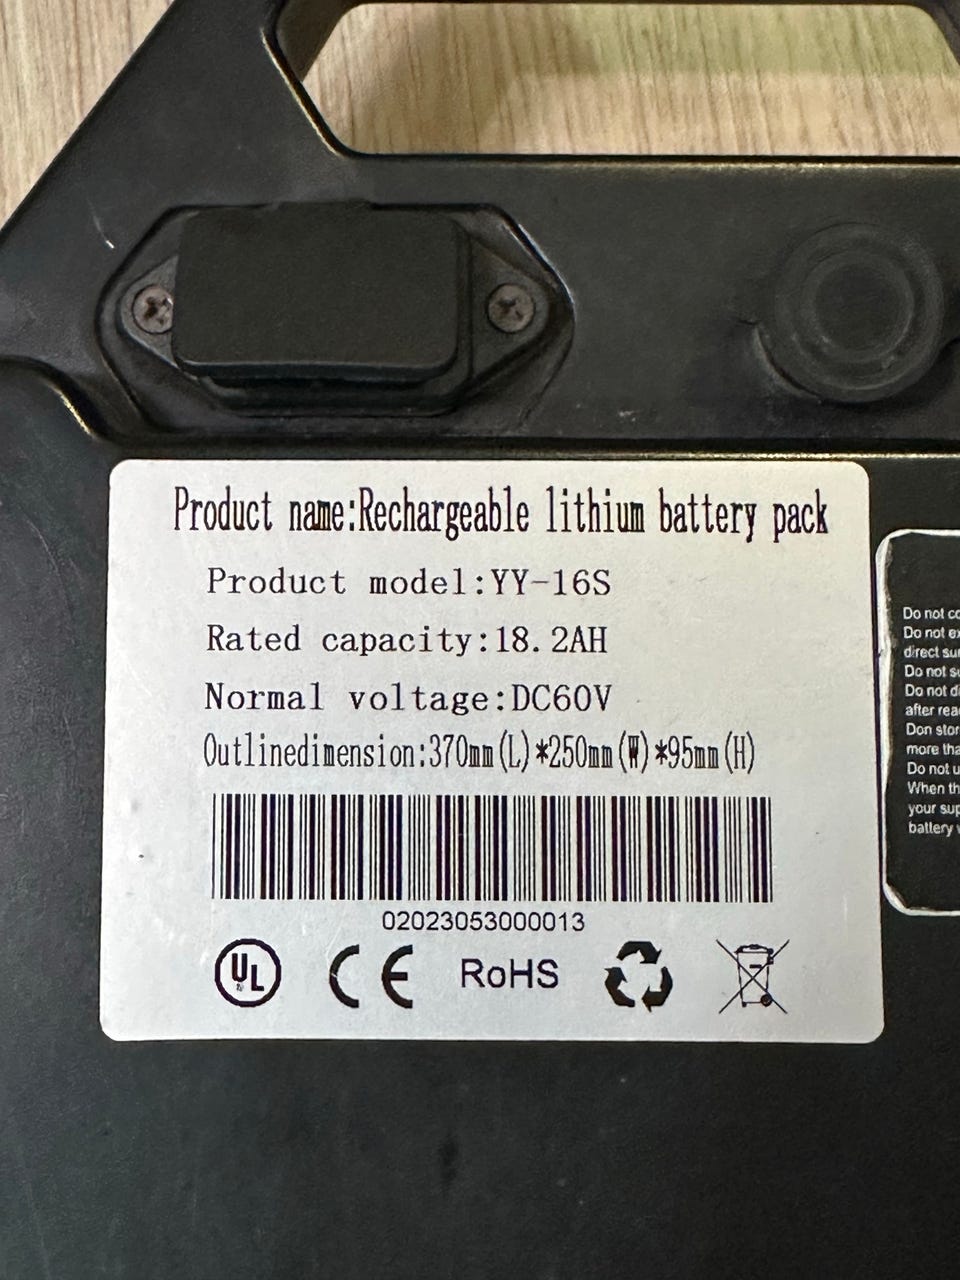 Product name:Rechargeable lithium battery pack
Product model:YY-16S
Rated capacity:18.2AH
Normal voltage:DC60V
Outlinedimension:370mm(L)*250mm(W)*95mm(H)
02023053000013
UL CE RoHS
Do not
Do not
direct
Do not
Do not
after
Don
more
Do not
When
your
battery